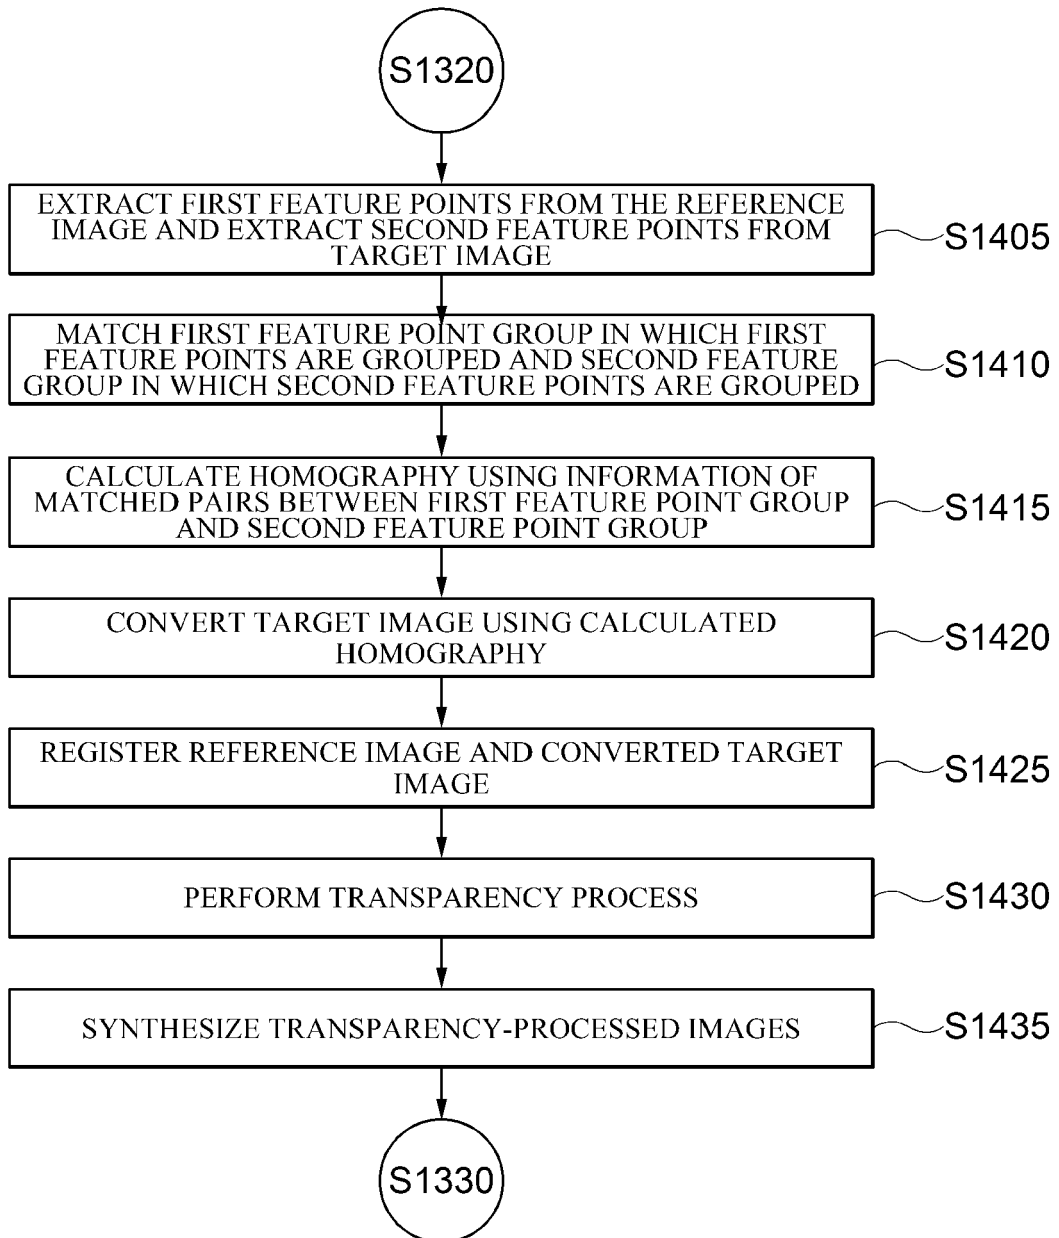 S1320
EXTRACT FIRST FEATURE POINTS FROM THE REFERENCE
IMAGE AND EXTRACT SECOND FEATURE POINTS FROM
TARGET IMAGE
S1405
MATCH FIRST FEATURE POINT GROUP IN WHICH FIRST
FEATURE POINTS ARE GROUPED AND SECOND FEATURE
GROUP IN WHICH SECOND FEATURE POINTS ARE GROUPED
S1410
CALCULATE HOMOGRAPHY USING INFORMATION OF
MATCHED PAIRS BETWEEN FIRST FEATURE POINT GROUP
AND SECOND FEATURE POINT GROUP
S1415
CONVERT TARGET IMAGE USING CALCULATED
HOMOGRAPHY
S1420
REGISTER REFERENCE IMAGE AND CONVERTED TARGET
IMAGE
S1425
PERFORM TRANSPARENCY PROCESS
S1430
SYNTHESIZE TRANSPARENCY-PROCESSED IMAGES
S1435
S1330